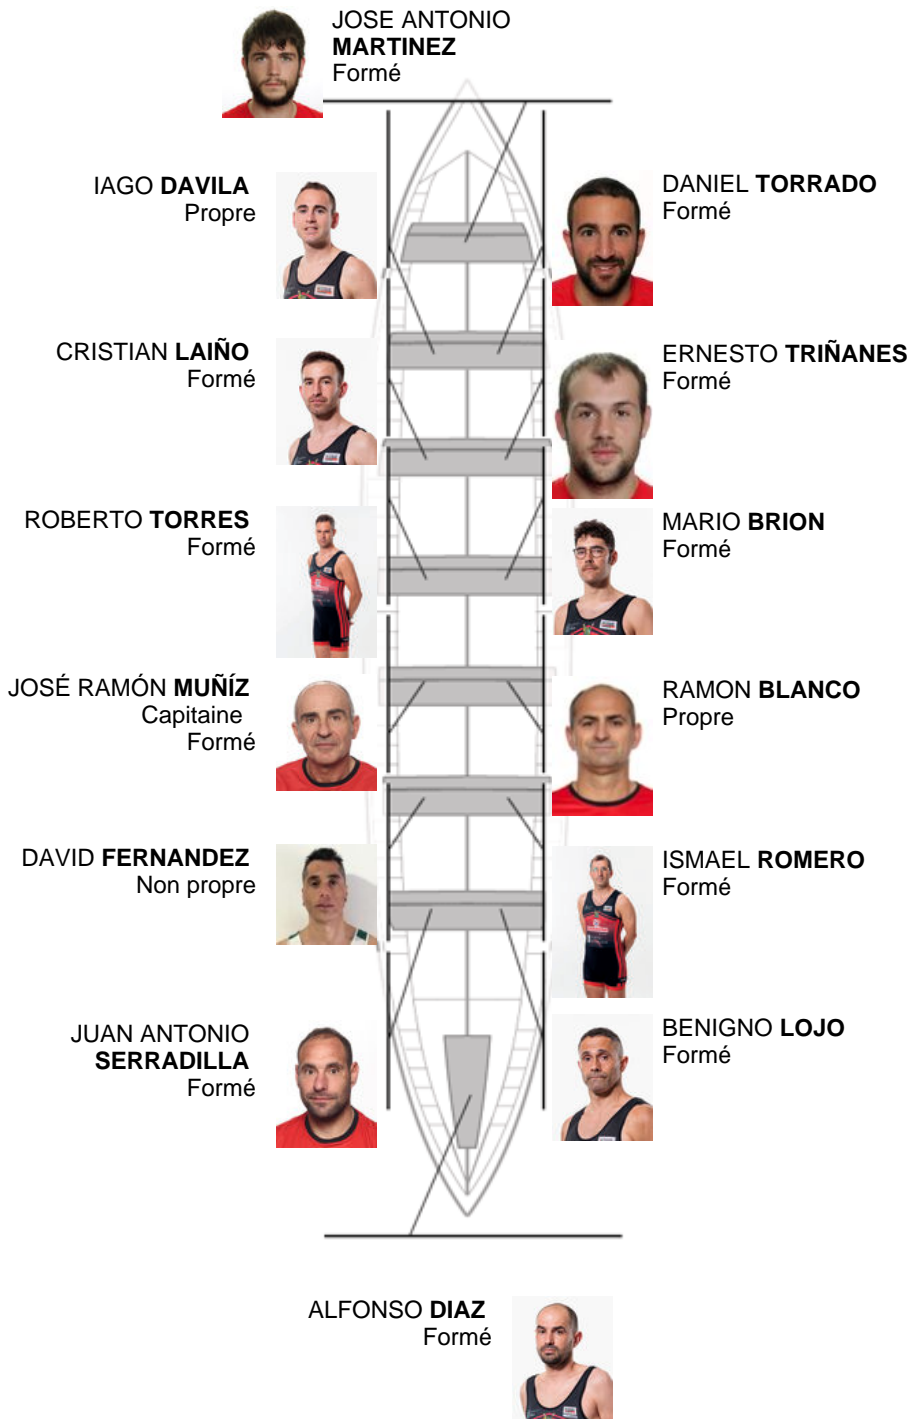 JOSE ANTONIO
MARTINEZ
Formé
IAGO DAVILA
Propre
DANIEL TORRADO
Formé
CRISTIAN LAIÑO
Formé
ERNESTO TRIÑANES
Formé
ROBERTO TORRES
Formé
MARIO BRION
Formé
JOSÉ RAMÓN MUÑÍZ
Capitaine
Formé
RAMON BLANCO
Propre
DAVID FERNANDEZ
Non propre
ISMAEL ROMERO
Formé
JUAN ANTONIO
SERRADILLA
Formé
BENIGNO LOJO
Formé
ALFONSO DIAZ
Formé